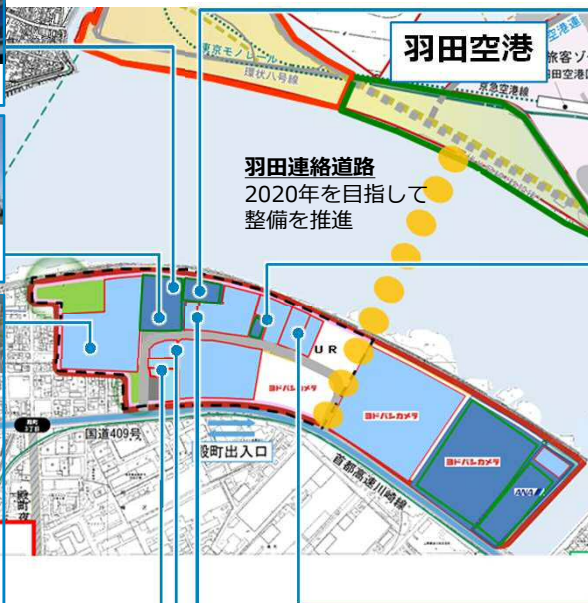 羽田空港
東京モノレール
環状八号線
京急空港線
羽田連絡道路
2020年を目指して
整備を推進
UR
ヨドバシカメラ
ヨドバシカメラ
ヨドバシカメラ
ANA
国道409号
殿町出入口
首都高速川崎線